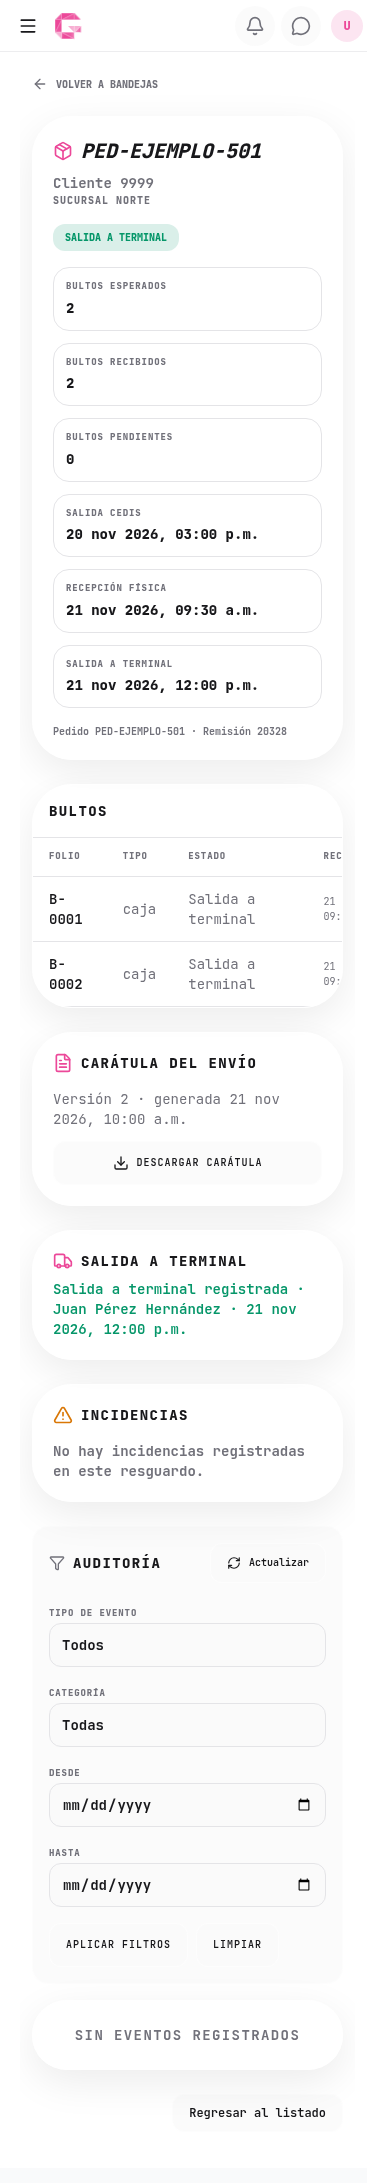 U
VOLVER A BANDEJAS
PED-EJEMPLO-501
Cliente 9999
SUCURSAL NORTE
SALIDA A TERMINAL
BULTOS ESPERADOS
2
BULTOS RECIBIDOS
2
BULTOS PENDIENTES
0
SALIDA CEDIS
20 nov 2026, 03:00 p.m.
RECEPCIÓN FÍSICA
21 nov 2026, 09:30 a.m.
SALIDA A TERMINAL
21 nov 2026, 12:00 p.m.
Pedido PED-EJEMPLO-501 · Remisión 20328
BULTOS
FOLIO TIPO ESTADO REC
B-0001 caja Salida a terminal 21 09:
B-0002 caja Salida a terminal 21 09:
CARÁTULA DEL ENVÍO
Versión 2 · generada 21 nov
2026, 10:00 a.m.
DESCARGAR CARÁTULA
SALIDA A TERMINAL
Salida a terminal registrada ·
Juan Pérez Hernández · 21 nov
2026, 12:00 p.m.
INCIDENCIAS
No hay incidencias registradas
en este resguardo.
AUDITORÍA Actualizar
TIPO DE EVENTO
Todos
CATEGORÍA
Todas
DESDE
mm/dd/yyyy
HASTA
mm/dd/yyyy
APLICAR FILTROS LIMPIAR
SIN EVENTOS REGISTRADOS
Regresar al listado